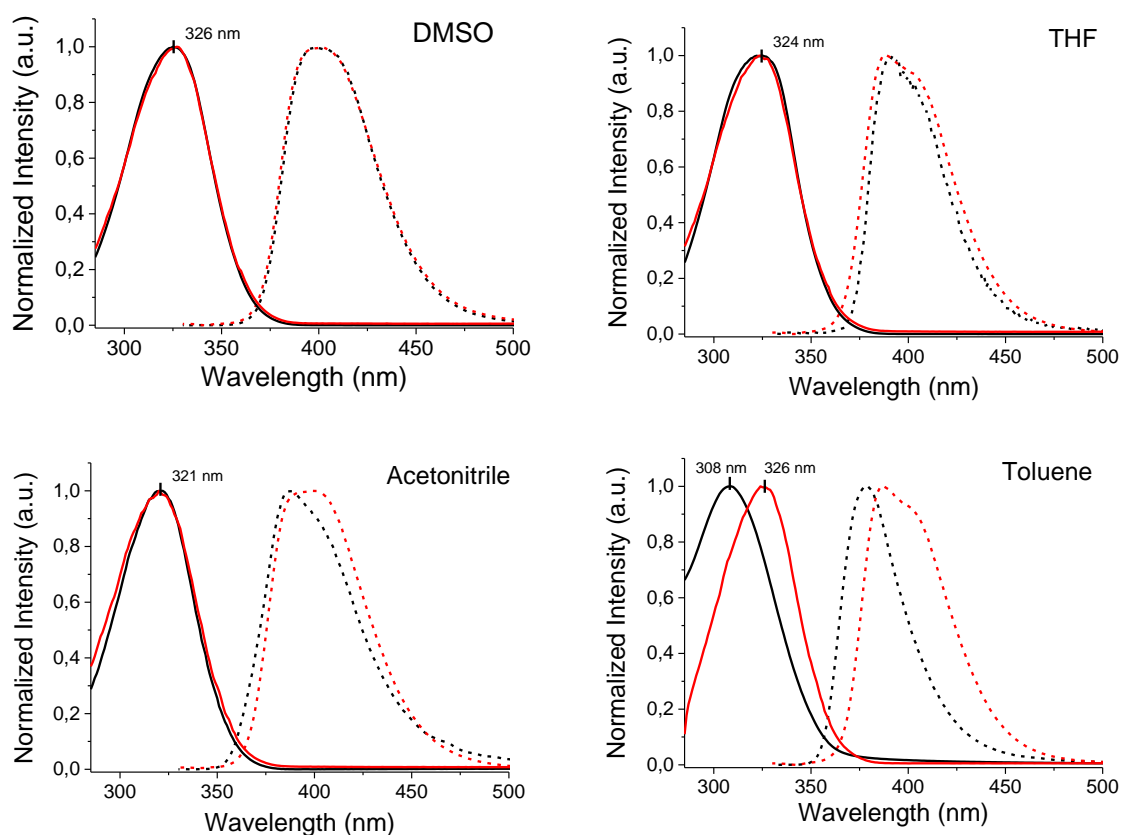 DMSO
326 nm
1,0
0,8
0,6
0,4
0,2
0,0
Normalized Intensity (a.u.)
300 350 400 450 500
Wavelength (nm)
THF
324 nm
1,0
0,8
0,6
0,4
0,2
0,0
Normalized Intensity (a.u.)
300 350 400 450 500
Wavelength (nm)
Acetonitrile
321 nm
1,0
0,8
0,6
0,4
0,2
0,0
Normalized Intensity (a.u.)
300 350 400 450 500
Wavelength (nm)
Toluene
308 nm 326 nm
1,0
0,8
0,6
0,4
0,2
0,0
Normalized Intensity (a.u.)
300 350 400 450 500
Wavelength (nm)